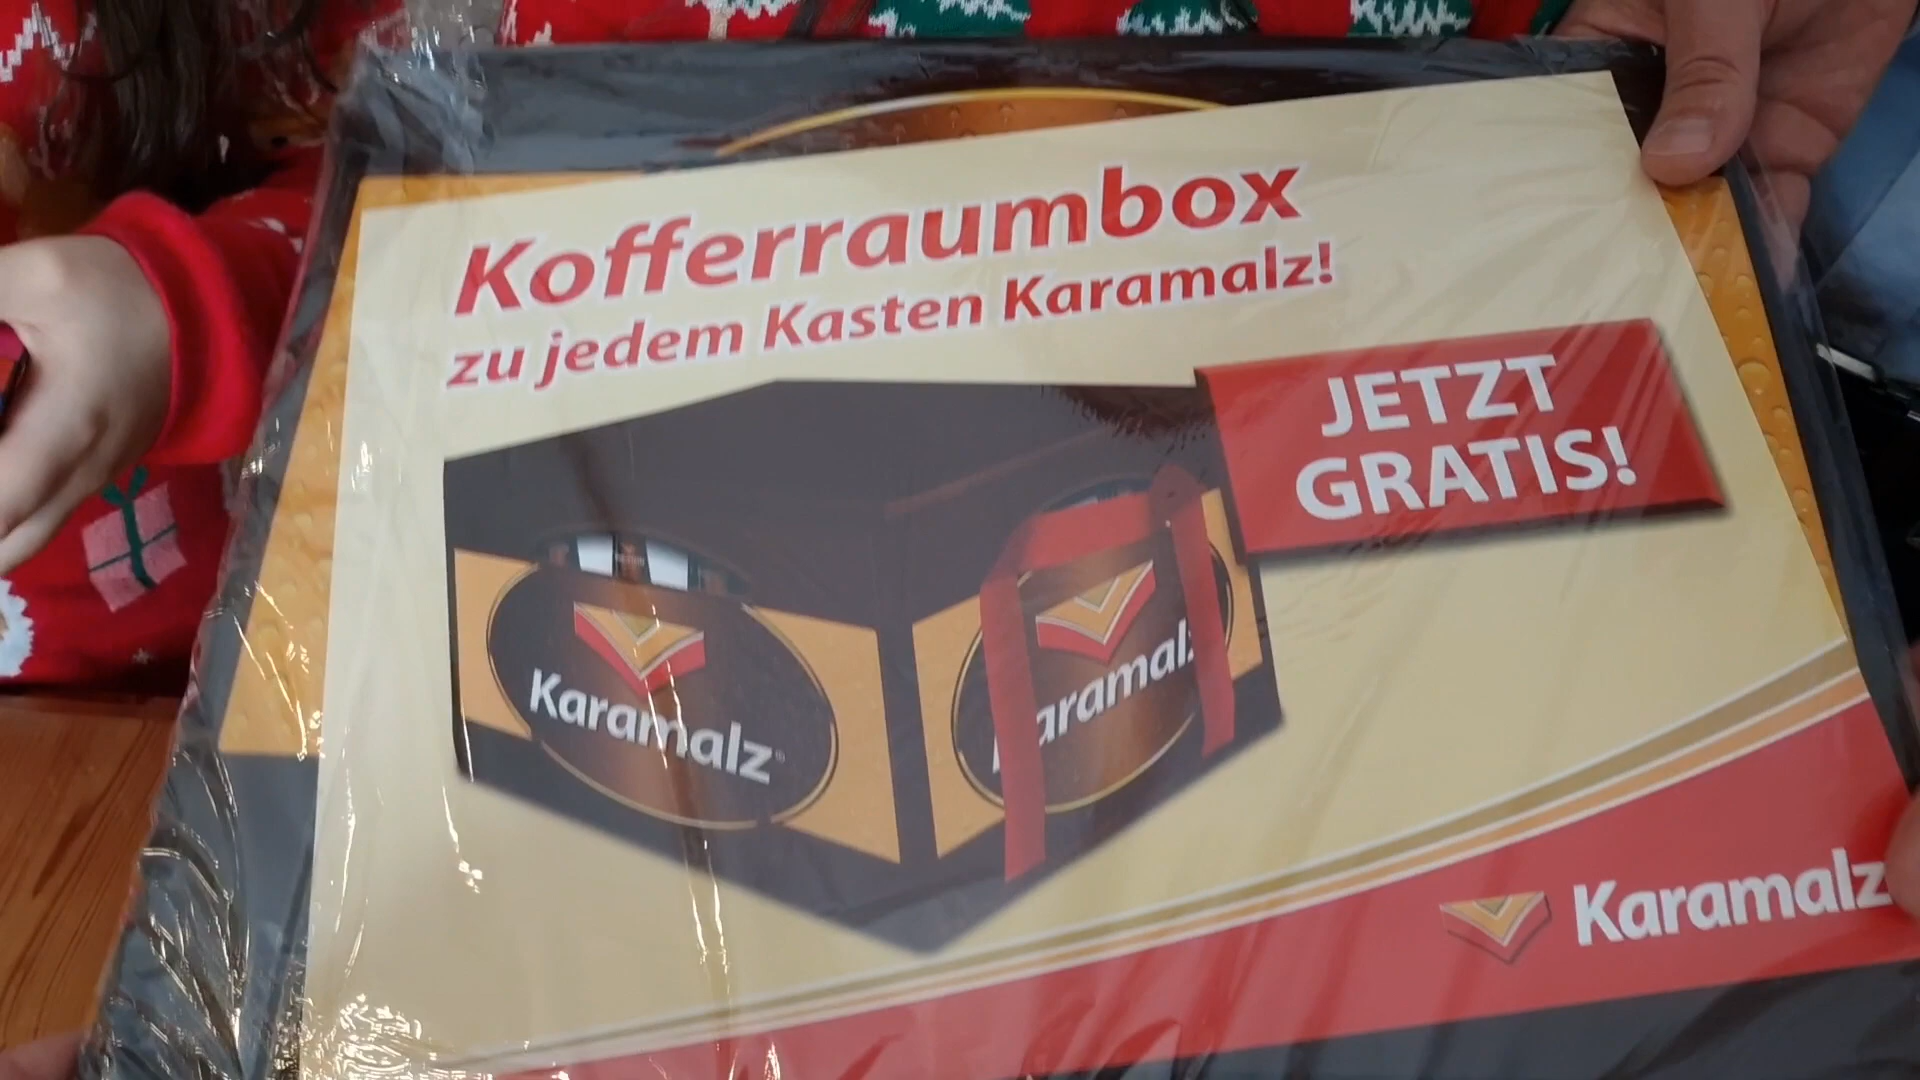 Kofferraumbox
zu jedem Kasten Karamalz!
JETZT
GRATIS!
Karamalz
Karamalz
Karamalz